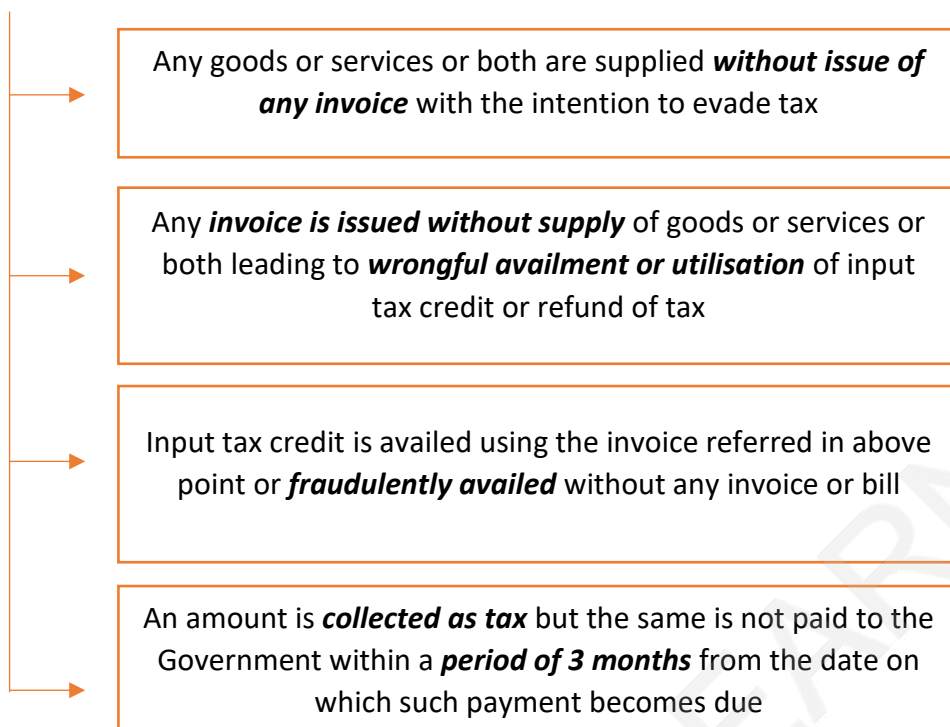 Any goods or services or both are supplied without issue of
any invoice with the intention to evade tax
Any invoice is issued without supply of goods or services or
both leading to wrongful availment or utilisation of input
tax credit or refund of tax
Input tax credit is availed using the invoice referred in above
point or fraudulently availed without any invoice or bill
An amount is collected as tax but the same is not paid to the
Government within a period of 3 months from the date on
which such payment becomes due